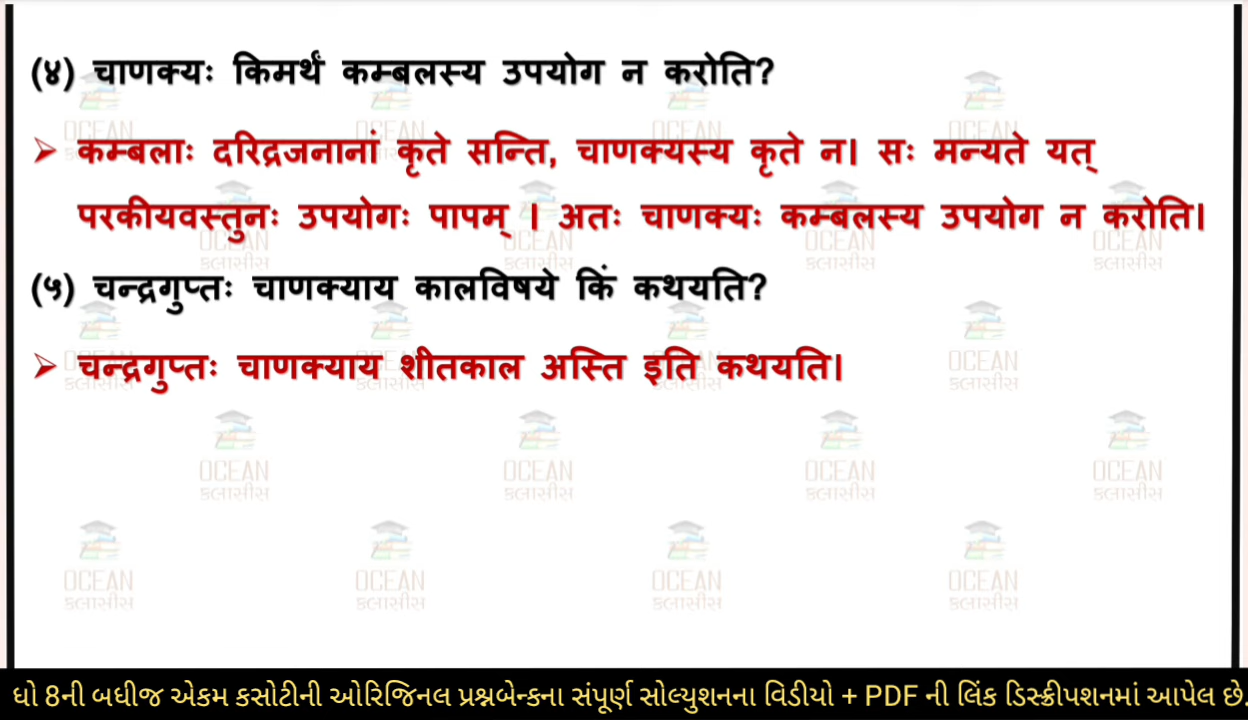 (४) चाणक्यः किमर्थं कम्बलस्य उपयोग न करोति?
➢ कम्बलाः दरिद्रजनानां कृते सन्ति, चाणक्यस्य कृते न। सः मन्यते यत्
परकीयवस्तुनः उपयोगः पापम् । अतः चाणक्यः कम्बलस्य उपयोग न करोति।
(५) चन्द्रगुप्तः चाणक्याय कालविषये किं कथयति?
➢ चन्द्रगुप्तः चाणक्याय शीतकाल अस्ति इति कथयति।
OCEAN
ક્લાસીસ
ધો 8ની બધીજ એકમ કસોટીની ઓરિજિનલ પ્રશ્નબેન્કના સંપૂર્ણ સોલ્યુશનના વિડીયો + PDF ની લિંક ડિસ્ક્રીપશનમાં આપેલ છે.